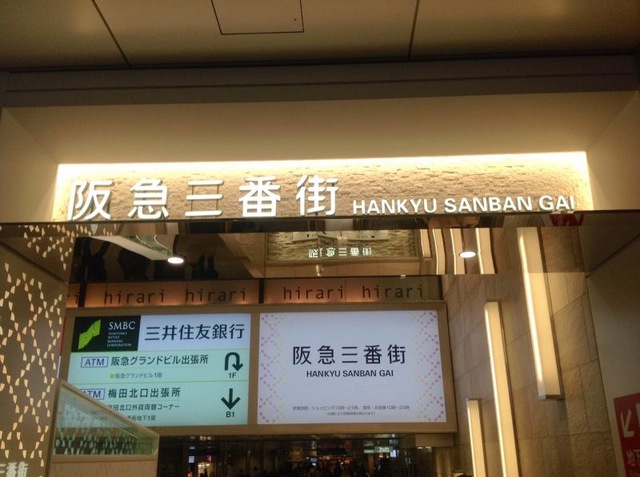 阪急三番街 HANKYU SANBAN GAI
hirari hirari hirari hirari
SMBC
三井住友銀行
ATM 阪急グランドビル出張所
1F
ATM 梅田北口出張所
B1
阪急三番街
HANKYU SANBAN GAI